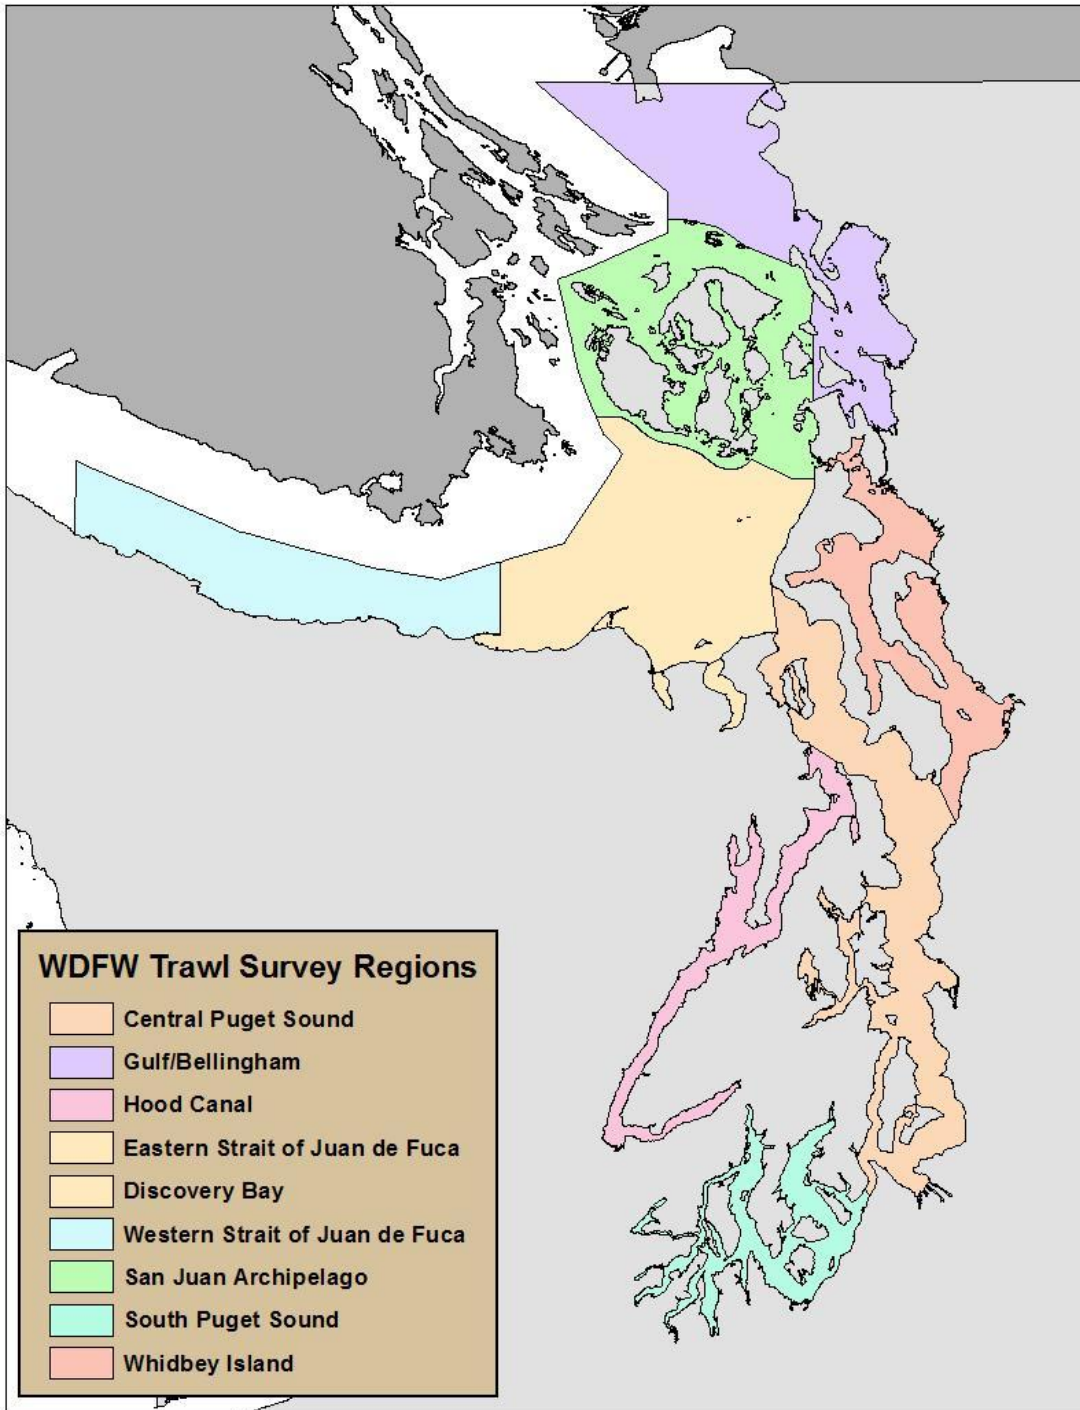 WDFW Trawl Survey Regions
Central Puget Sound
Gulf/Bellingham
Hood Canal
Eastern Strait of Juan de Fuca
Discovery Bay
Western Strait of Juan de Fuca
San Juan Archipelago
South Puget Sound
Whidbey Island